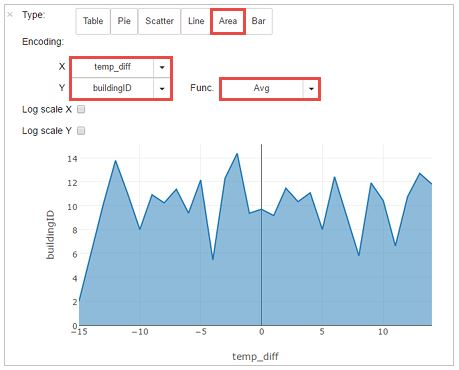 × Type: Table Pie Scatter Line Area Bar
Encoding:
X temp_diff
Y buildingID Func. Avg
Log scale X
Log scale Y
14
12
10
8
6
4
2
0
buildingID
−15 −10 −5 0 5 10
temp_diff